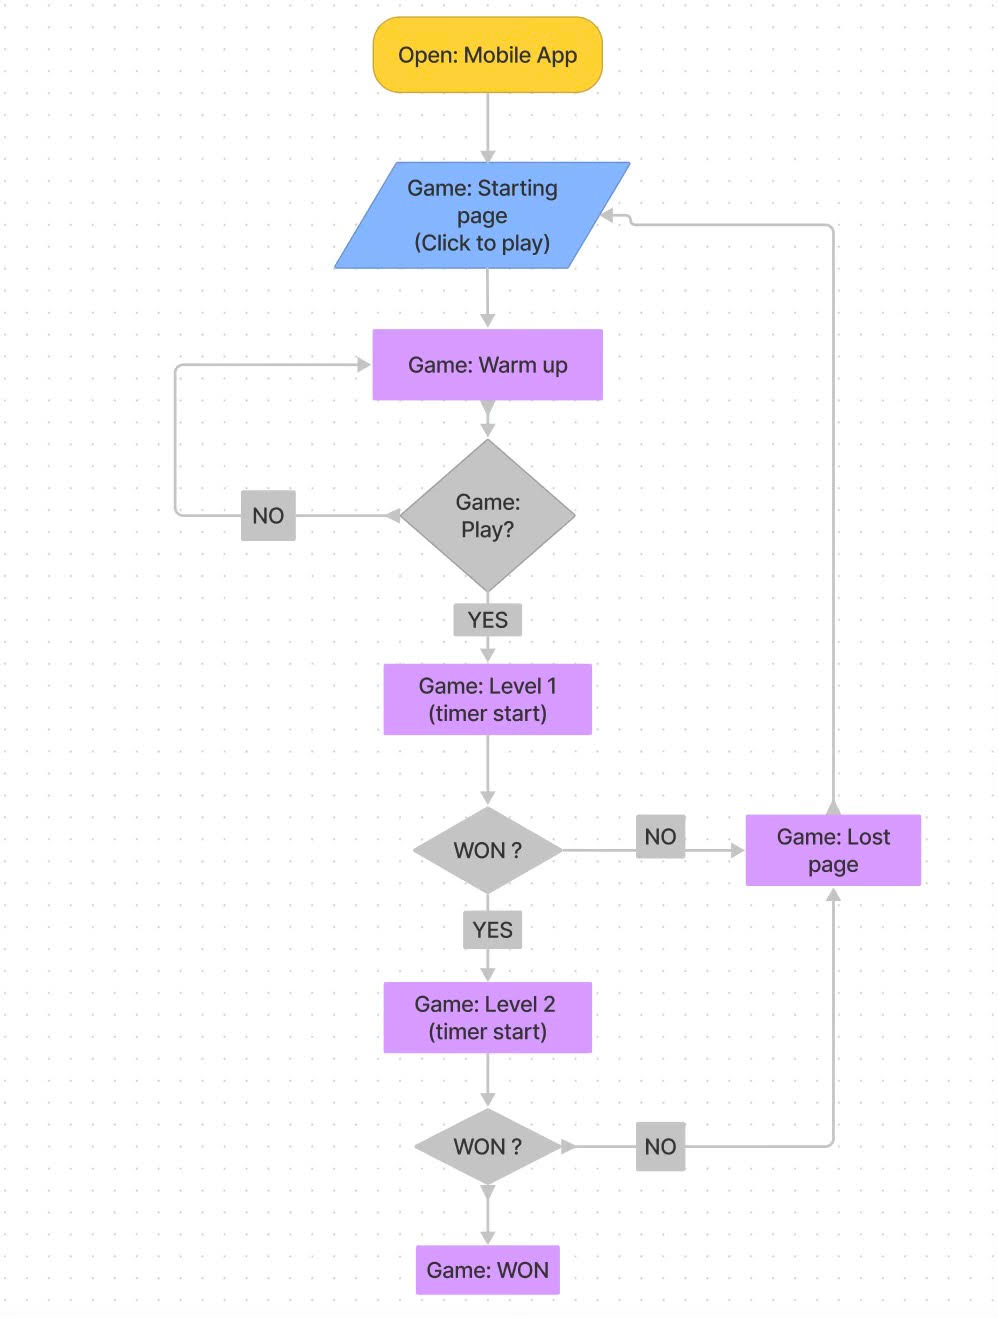 Open: Mobile App
Game: Starting
page
(Click to play)
Game: Warm up
Game:
Play?
NO
YES
Game: Level 1
(timer start)
WON ?
NO
Game: Lost
page
YES
Game: Level 2
(timer start)
WON ?
NO
Game: WON